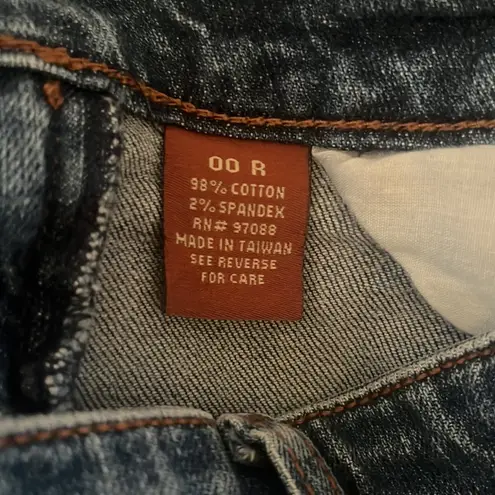 00 R
98% COTTON
2% SPANDEX
RN# 97088
MADE IN TAIWAN
SEE REVERSE
FOR CARE